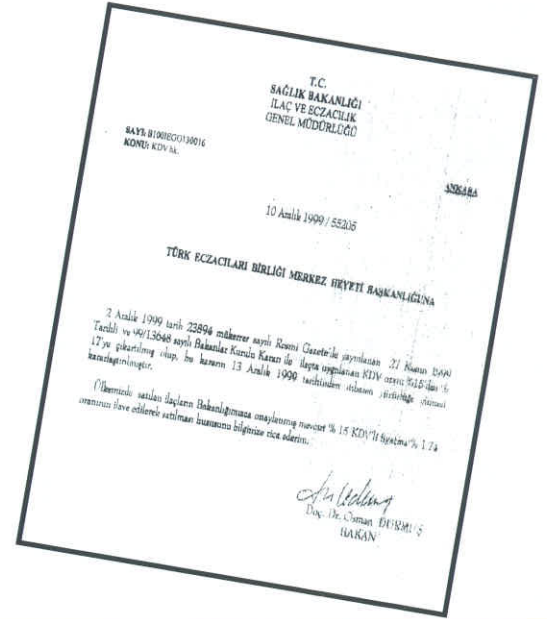 T.C.
SAĞLIK BAKANLIĞI
İLAÇ VE ECZACILIK
GENEL MÜDÜRLÜĞÜ
SAYI:
KONU: KDV hk.
ANKARA
10 Aralık 1999 / 55205
TÜRK ECZACILARI BİRLİĞİ MERKEZ HEYETİ BAŞKANLIĞINA
2 Aralık 1999 tarih 23894 mükerrer sayılı Resmi Gazete'de yayınlanan 27 Kasım 1999
Tarihli ve 99/13648 sayılı Bakanlar Kurulu Kararı ile ilaçta uygulanan KDV oranı %15'den %
17'ye çıkartılmış olup, bu kararın 13 Aralık 1999 tarihinden itibaren yürürlüğe girmesi
kararlaştırılmıştır.
Ülkemizde satılan ilaçların Bakanlığımızca onaylanmış mevcut % 15 KDV'li fiyatına %
oranının ilave edilerek satılması hususunu bilgilerinize rica ederim.
Doç. Dr. Osman DURMUŞ
BAKAN